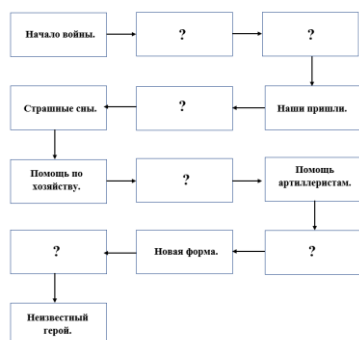 Начало войны.
?
?
Наши пришли.
?
Страшные сны.
Помощь по
хозяйству.
?
Помощь
артиллеристам.
?
Новая форма.
?
Неизвестный
герой.